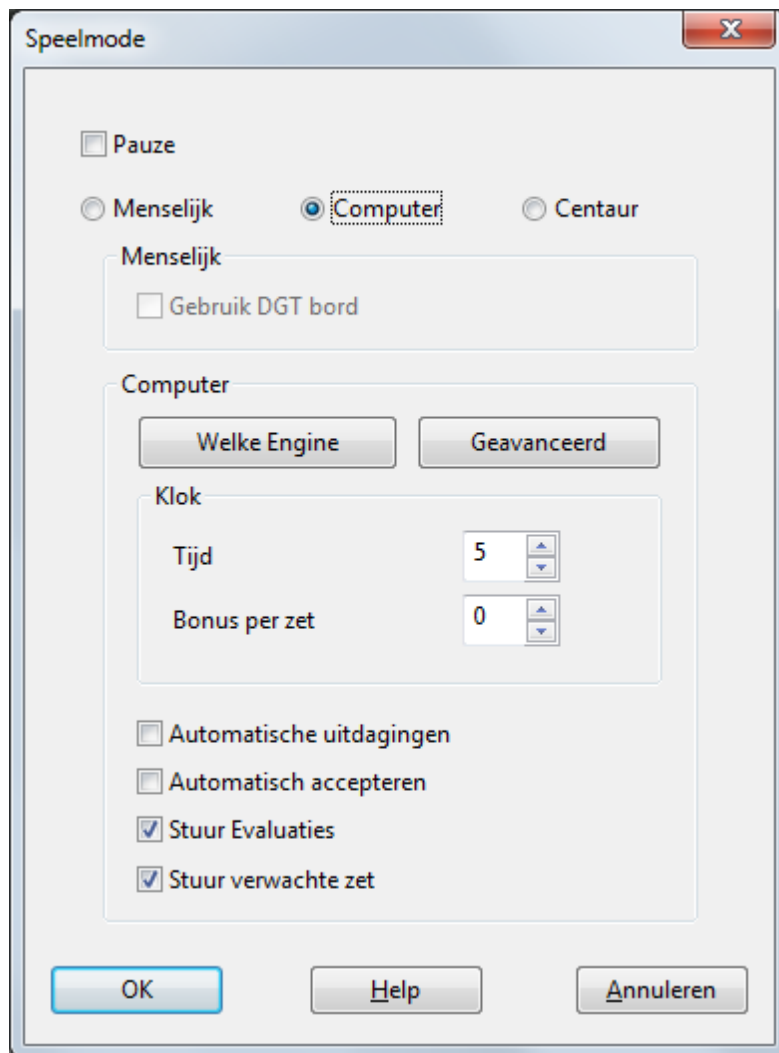 Speelmode
Pauze
Menselijk Computer Centaur
Menselijk
Gebruik DGT bord
Computer
Welke Engine Geavanceerd
Klok
Tijd 5
Bonus per zet 0
Automatische uitdagingen
Automatisch accepteren
Stuur Evaluaties
Stuur verwachte zet
OK Help Annuleren